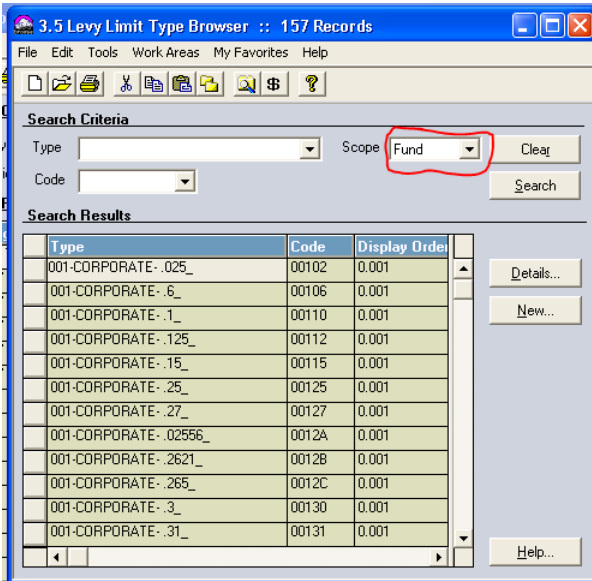 3.5 Levy Limit Type Browser :: 157 Records
File Edit Tools Work Areas My Favorites Help
$ ?
Search Criteria
Type Scope Fund Clear
Code Search
Search Results
Type Code Display Order
001-CORPORATE- .025_ 00102 0.001
Details...
001-CORPORATE- .6_ 00106 0.001
001-CORPORATE- .1_ 00110 0.001
New...
001-CORPORATE- .125_ 00112 0.001
001-CORPORATE- .15_ 00115 0.001
001-CORPORATE- .25_ 00125 0.001
001-CORPORATE- .27_ 00127 0.001
001-CORPORATE- .02556_ 0012A 0.001
001-CORPORATE- .2621_ 0012B 0.001
001-CORPORATE- .265_ 0012C 0.001
001-CORPORATE- .3_ 00130 0.001
001-CORPORATE- .31_ 00131 0.001
Help...